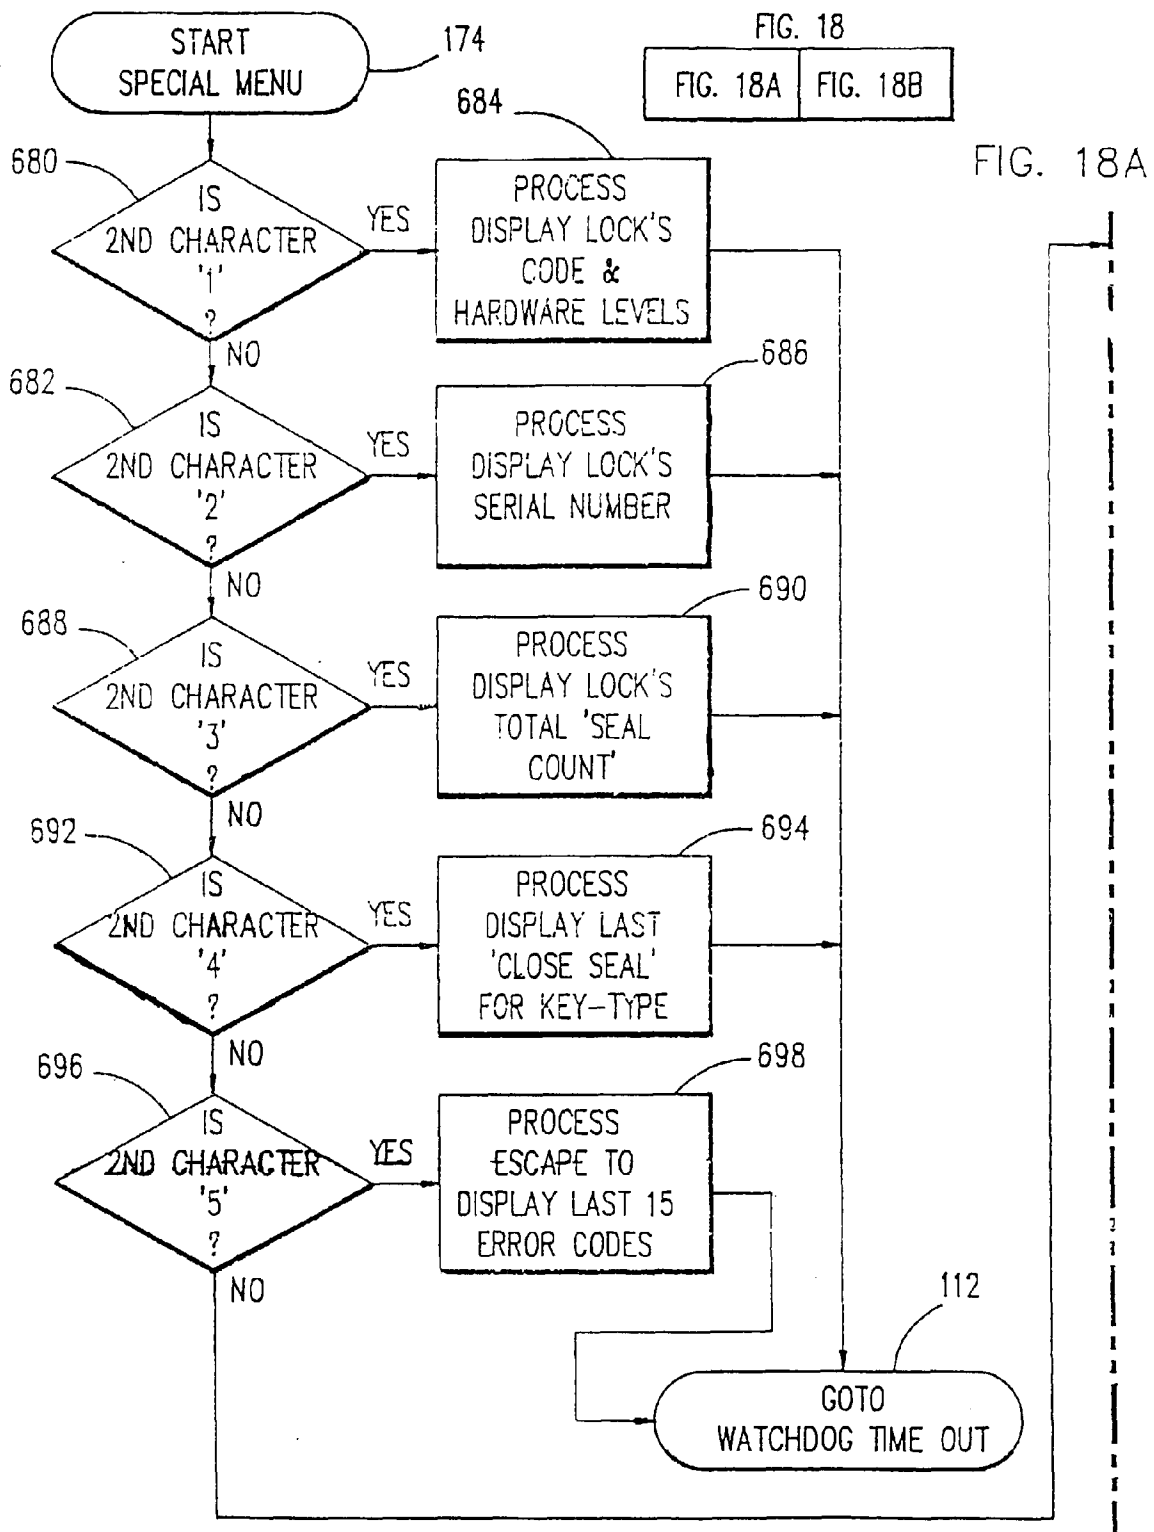 START
SPECIAL MENU
174
FIG. 18
FIG. 18A
FIG. 18B
FIG. 18A
680
IS
2ND CHARACTER
'1'
?
YES
NO
684
PROCESS
DISPLAY LOCK'S
CODE &
HARDWARE LEVELS
682
IS
2ND CHARACTER
'2'
?
YES
NO
686
PROCESS
DISPLAY LOCK'S
SERIAL NUMBER
688
IS
2ND CHARACTER
'3'
?
YES
NO
690
PROCESS
DISPLAY LOCK'S
TOTAL 'SEAL
COUNT'
692
IS
2ND CHARACTER
'4'
?
YES
NO
694
PROCESS
DISPLAY LAST
'CLOSE SEAL'
FOR KEY-TYPE
696
IS
2ND CHARACTER
'5'
?
YES
NO
698
PROCESS
ESCAPE TO
DISPLAY LAST 15
ERROR CODES
112
GOTO
WATCHDOG TIME OUT